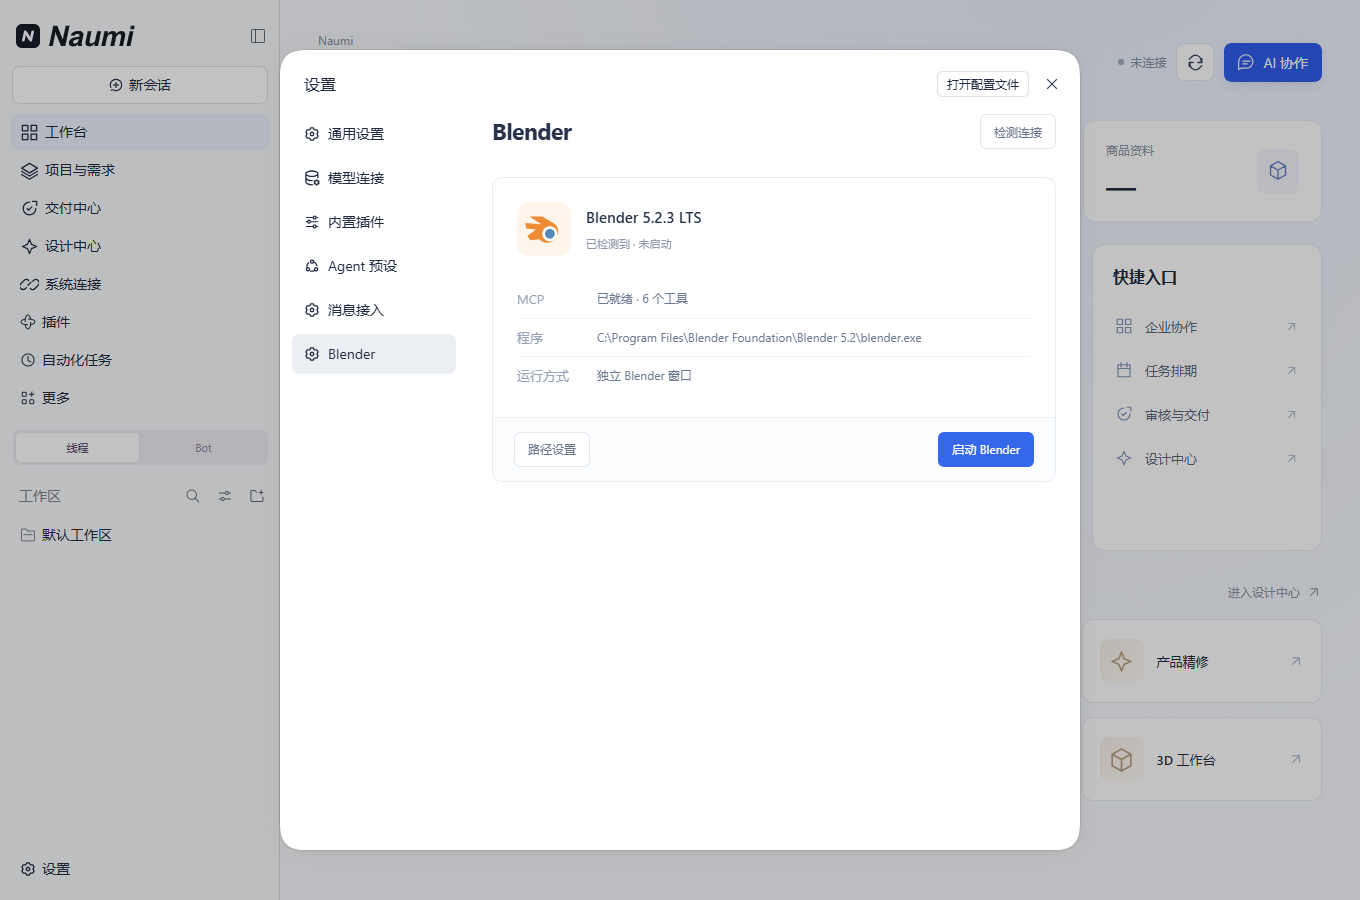 Naumi
新会话
工作台
项目与需求
交付中心
设计中心
系统连接
插件
自动化任务
更多
线程
Bot
工作区
默认工作区
设置
Naumi
未连接
AI 协作
商品资料
快捷入口
企业协作
任务排期
审核与交付
设计中心
进入设计中心
产品精修
3D 工作台
设置
打开配置文件
通用设置
模型连接
内置插件
Agent 预设
消息接入
Blender
Blender
检测连接
Blender 5.2.3 LTS
已检测到 · 未启动
MCP 已就绪 · 6 个工具
程序 C:\Program Files\Blender Foundation\Blender 5.2\blender.exe
运行方式 独立 Blender 窗口
路径设置
启动 Blender